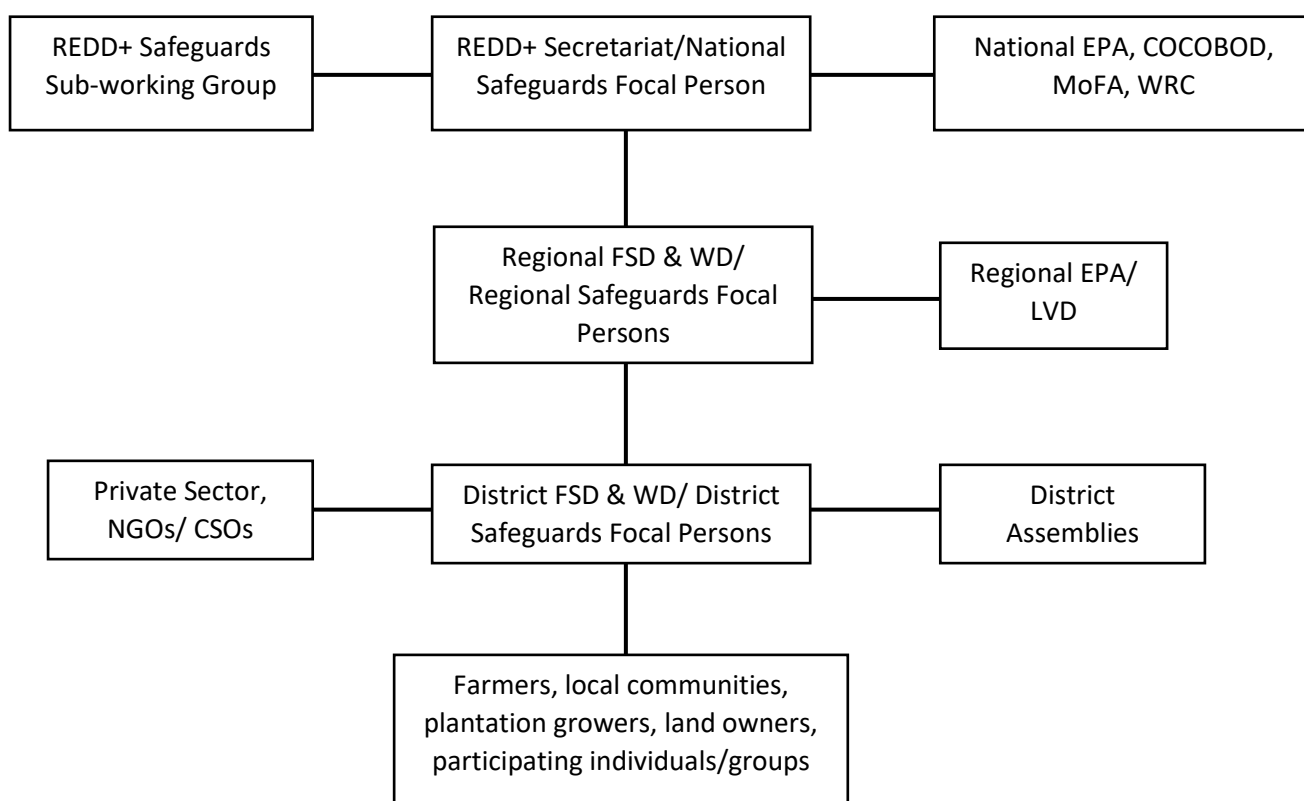 REDD+ Safeguards
Sub-working Group
REDD+ Secretariat/National
Safeguards Focal Person
National EPA, COCOBOD,
MoFA, WRC
Regional FSD & WD/
Regional Safeguards Focal
Persons
Regional EPA/
LVD
Private Sector,
NGOs/ CSOs
District FSD & WD/ District
Safeguards Focal Persons
District
Assemblies
Farmers, local communities,
plantation growers, land owners,
participating individuals/groups